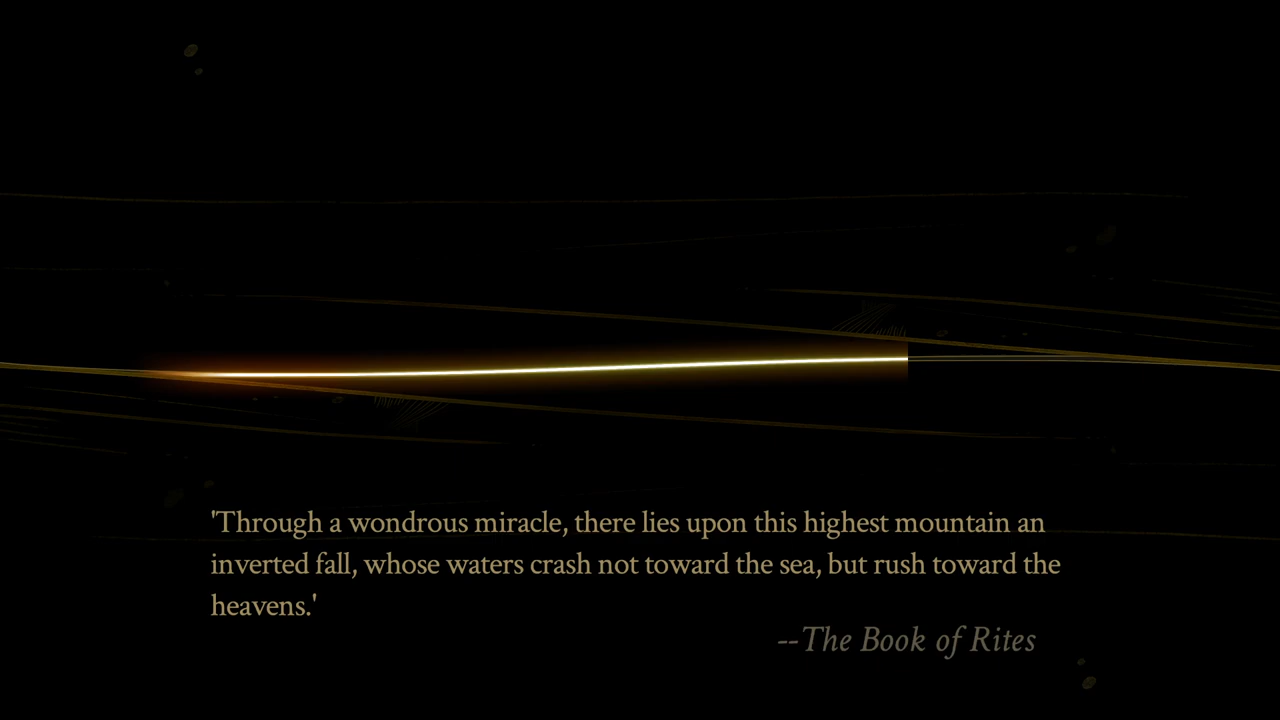 'Through a wondrous miracle, there lies upon this highest mountain an
inverted fall, whose waters crash not toward the sea, but rush toward the
heavens.'
--The Book of Rites